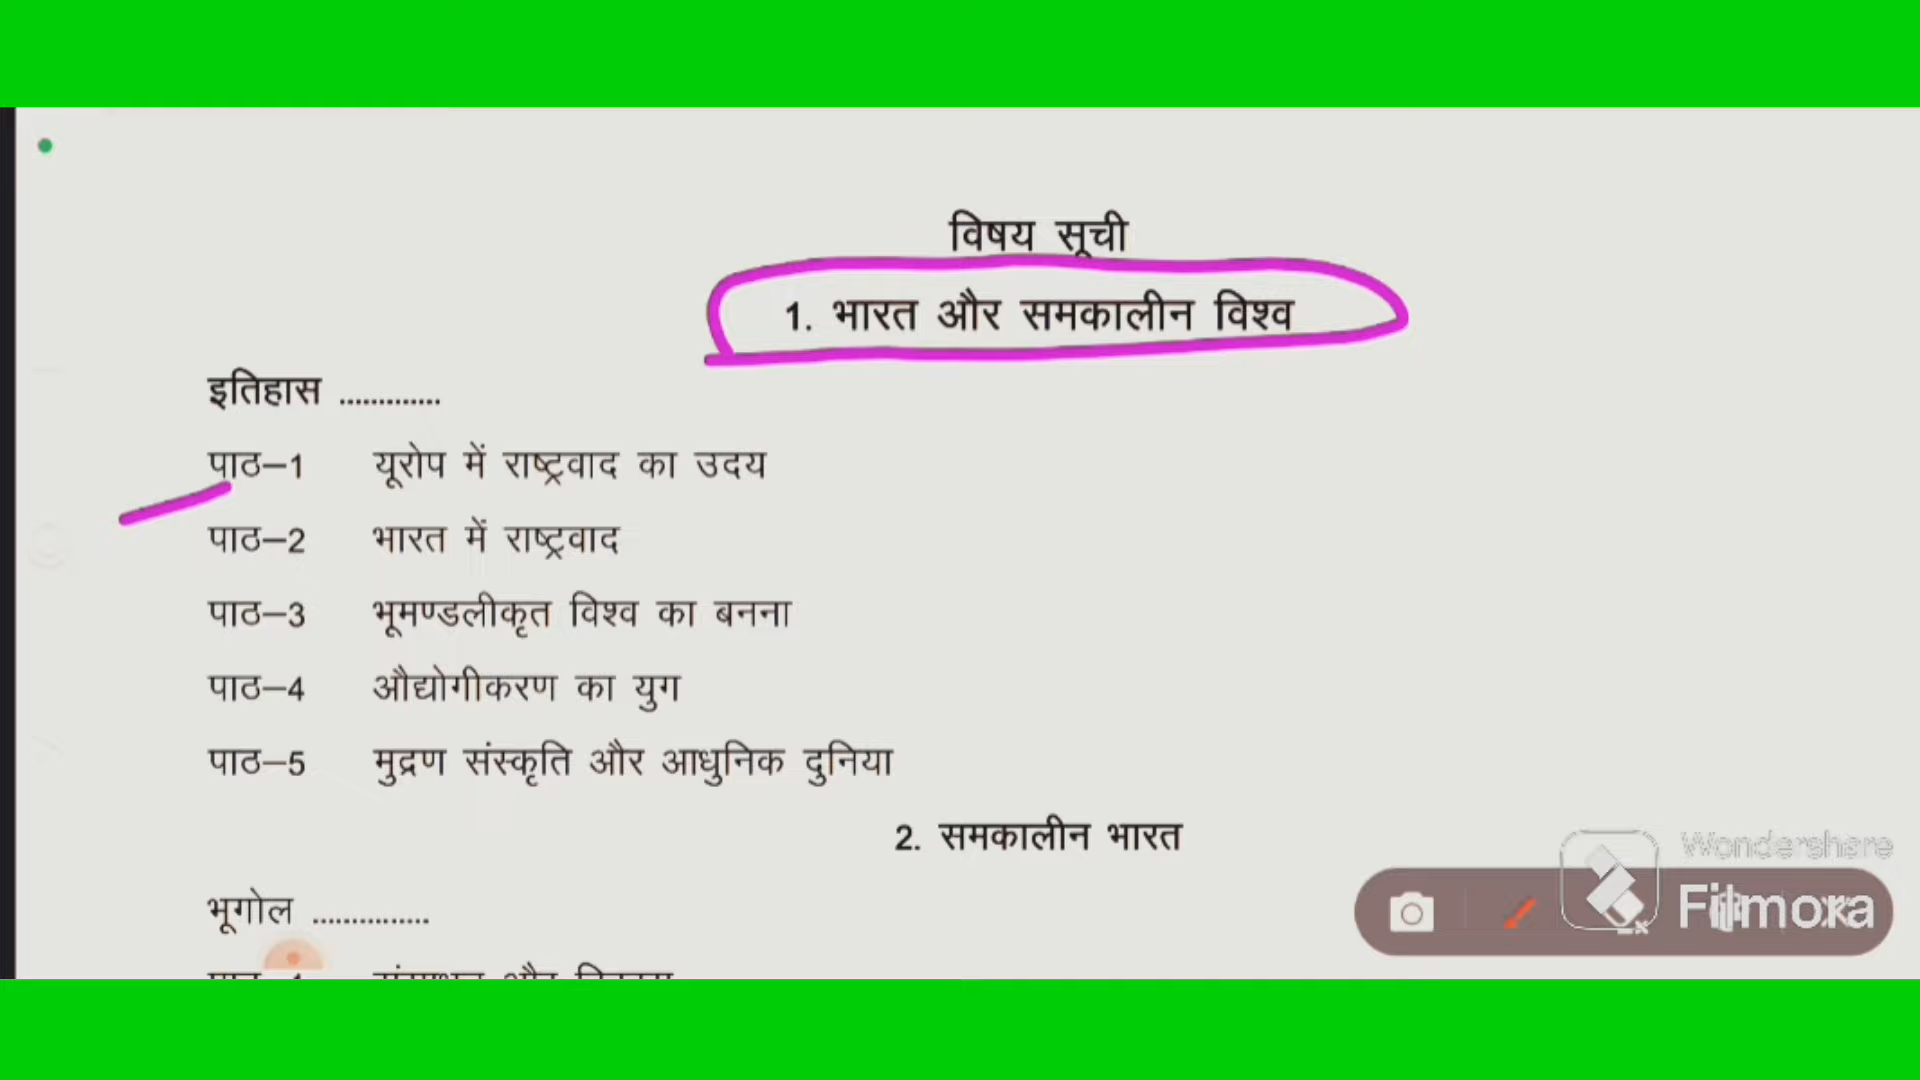 विषय सूची
1. भारत और समकालीन विश्व
इतिहास .............
पाठ–1 यूरोप में राष्ट्रवाद का उदय
पाठ–2 भारत में राष्ट्रवाद
पाठ–3 भूमण्डलीकृत विश्व का बनना
पाठ–4 औद्योगीकरण का युग
पाठ–5 मुद्रण संस्कृति और आधुनिक दुनिया
2. समकालीन भारत
भूगोल ...............
Wondershare
Filmora